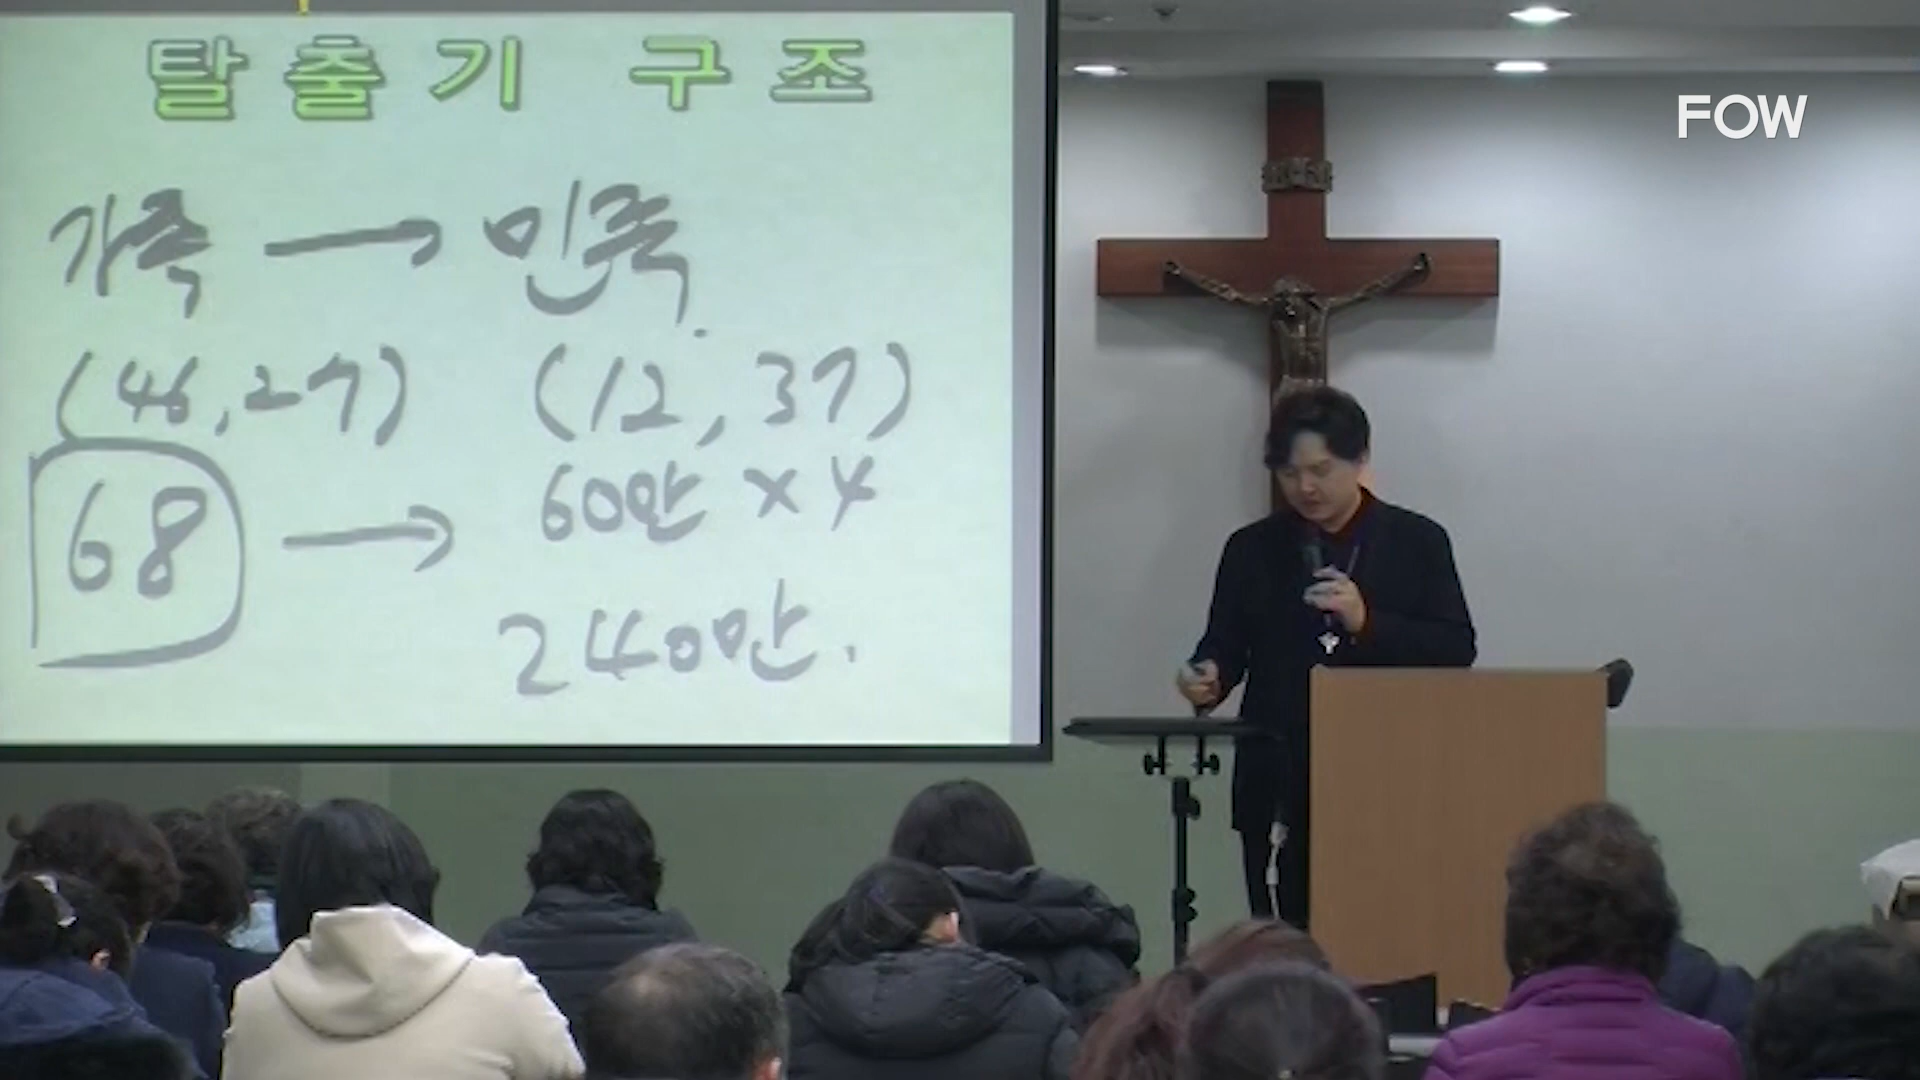 탈출기 구조
가족 → 민족.
(46,27) (12,37)
68 → 60만 x 4
240만.
FOW